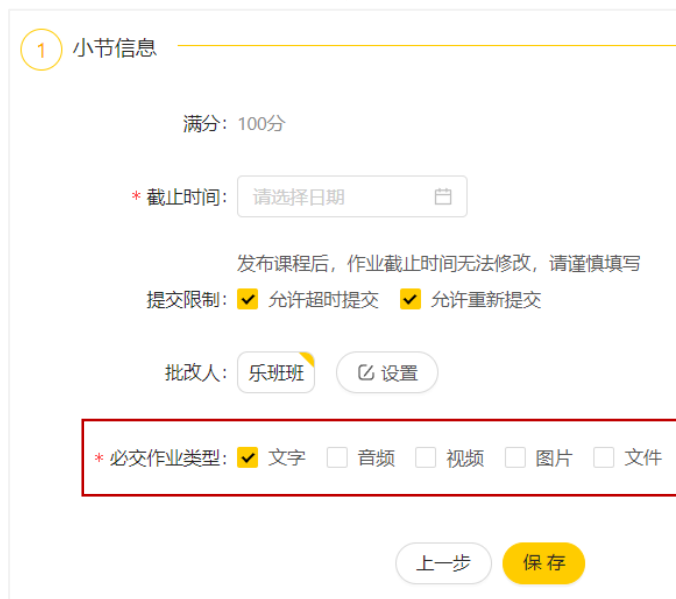 1 小节信息
满分：100分
* 截止时间：请选择日期
发布课程后，作业截止时间无法修改，请谨慎填写
提交限制：允许超时提交 允许重新提交
批改人：乐班班 设置
* 必交作业类型：文字 音频 视频 图片 文件
上一步 保存